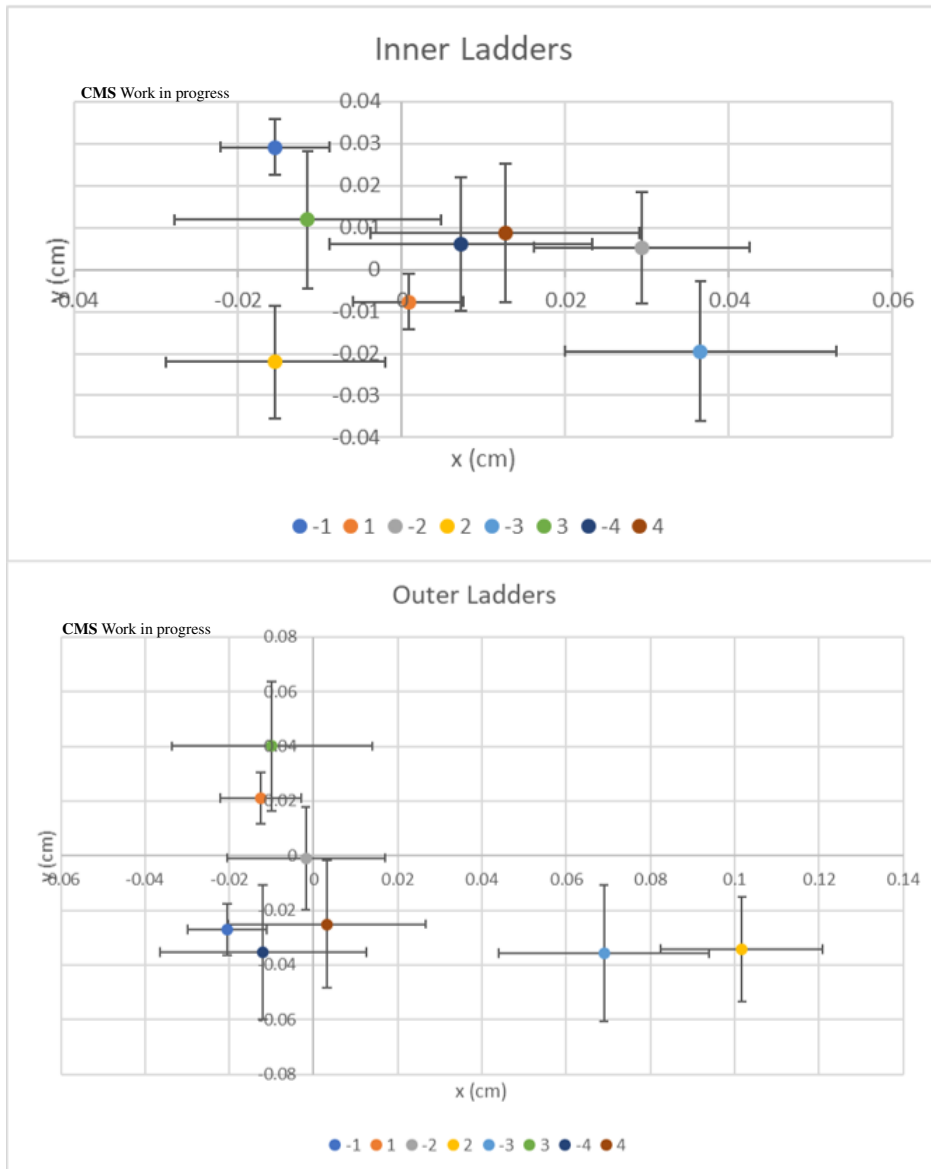 Inner Ladders
CMS Work in progress
0.04
0.03
0.02
0.01
0
-0.04 -0.02 0 0.02 0.04 0.06
-0.01
-0.02
-0.03
-0.04
y (cm)
x (cm)
-1 1 -2 2 -3 3 -4 4
Outer Ladders
CMS Work in progress
0.08
0.06
0.04
0.02
0
-0.06 -0.04 -0.02 0 0.02 0.04 0.06 0.08 0.1 0.12 0.14
-0.02
-0.04
-0.06
-0.08
y (cm)
x (cm)
-1 1 -2 2 -3 3 -4 4